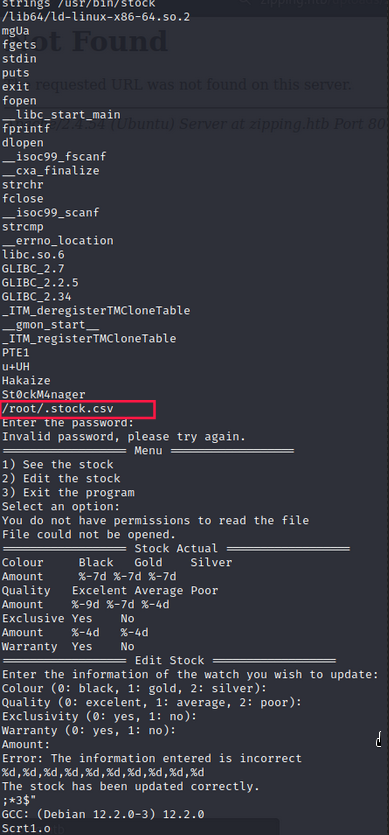 strings /usr/bin/stock
/lib64/ld-linux-x86-64.so.2
mgUa
fgets
stdin
puts
exit
fopen
__libc_start_main
fprintf
dlopen
__isoc99_fscanf
__cxa_finalize
strchr
fclose
__isoc99_scanf
strcmp
__errno_location
libc.so.6
GLIBC_2.7
GLIBC_2.2.5
GLIBC_2.34
_ITM_deregisterTMCloneTable
__gmon_start__
_ITM_registerTMCloneTable
PTE1
u+UH
Hakaize
St0ckM4nager
/root/.stock.csv
Enter the password:
Invalid password, please try again.
================== Menu ==================
1) See the stock
2) Edit the stock
3) Exit the program
Select an option:
You do not have permissions to read the file
File could not be opened.
================== Stock Actual ==================
Colour     Black   Gold    Silver
Amount     %-7d %-7d %-7d
Quality   Excelent Average Poor
Amount    %-9d %-7d %-4d
Exclusive Yes    No
Amount    %-4d   %-4d
Warranty  Yes    No
================== Edit Stock ==================
Enter the information of the watch you wish to update:
Colour (0: black, 1: gold, 2: silver):
Quality (0: excelent, 1: average, 2: poor):
Exclusivity (0: yes, 1: no):
Warranty (0: yes, 1: no):
Amount:
Error: The information entered is incorrect
%d,%d,%d,%d,%d,%d,%d,%d,%d,%d
The stock has been updated correctly.
;*3$"
GCC: (Debian 12.2.0-3) 12.2.0
Scrt1.o
Not Found
requested URL was not found on this server.
(Ubuntu) Server at zipping.htb Port 80